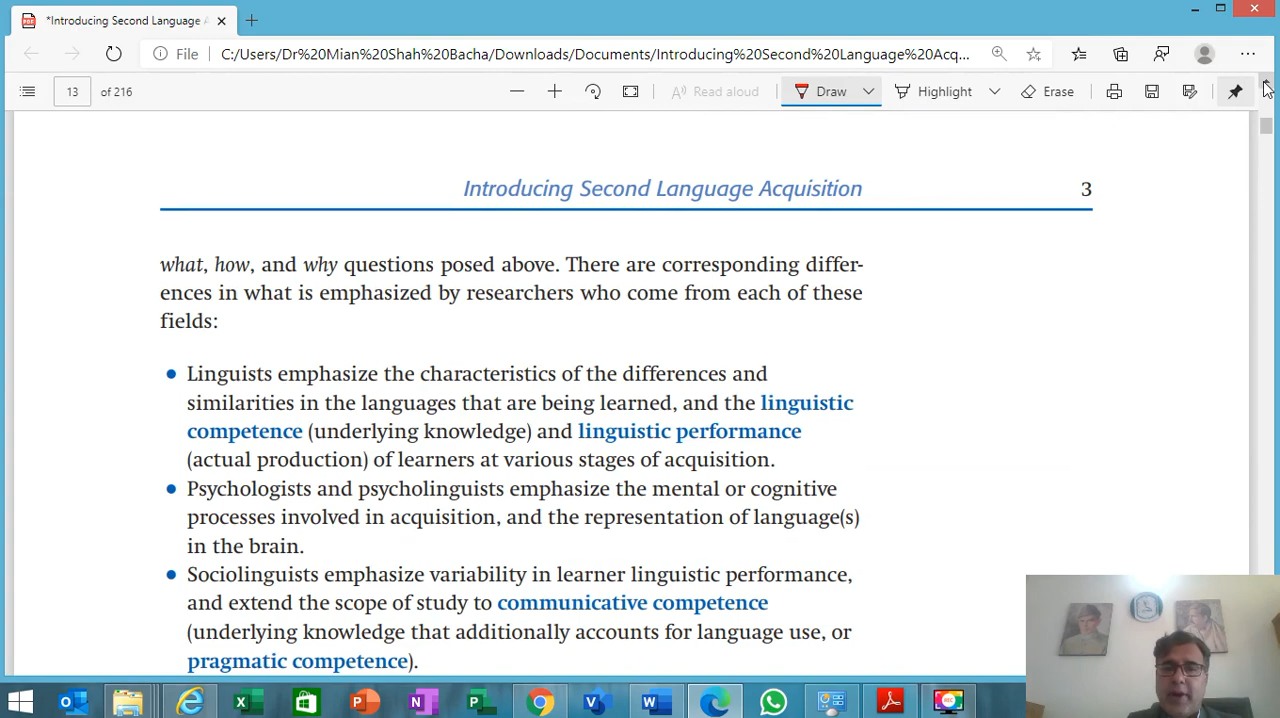 *Introducing Second Language A
File
C:/Users/Dr%20Mian%20Shah%20Bacha/Downloads/Documents/Introducing%20Second%20Language%20Acq...
13 of 216
Read aloud
Draw
Highlight
Erase
Introducing Second Language Acquisition 3
what, how, and why questions posed above. There are corresponding differ-
ences in what is emphasized by researchers who come from each of these
fields:
• Linguists emphasize the characteristics of the differences and
similarities in the languages that are being learned, and the linguistic
competence (underlying knowledge) and linguistic performance
(actual production) of learners at various stages of acquisition.
• Psychologists and psycholinguists emphasize the mental or cognitive
processes involved in acquisition, and the representation of language(s)
in the brain.
• Sociolinguists emphasize variability in learner linguistic performance,
and extend the scope of study to communicative competence
(underlying knowledge that additionally accounts for language use, or
pragmatic competence).